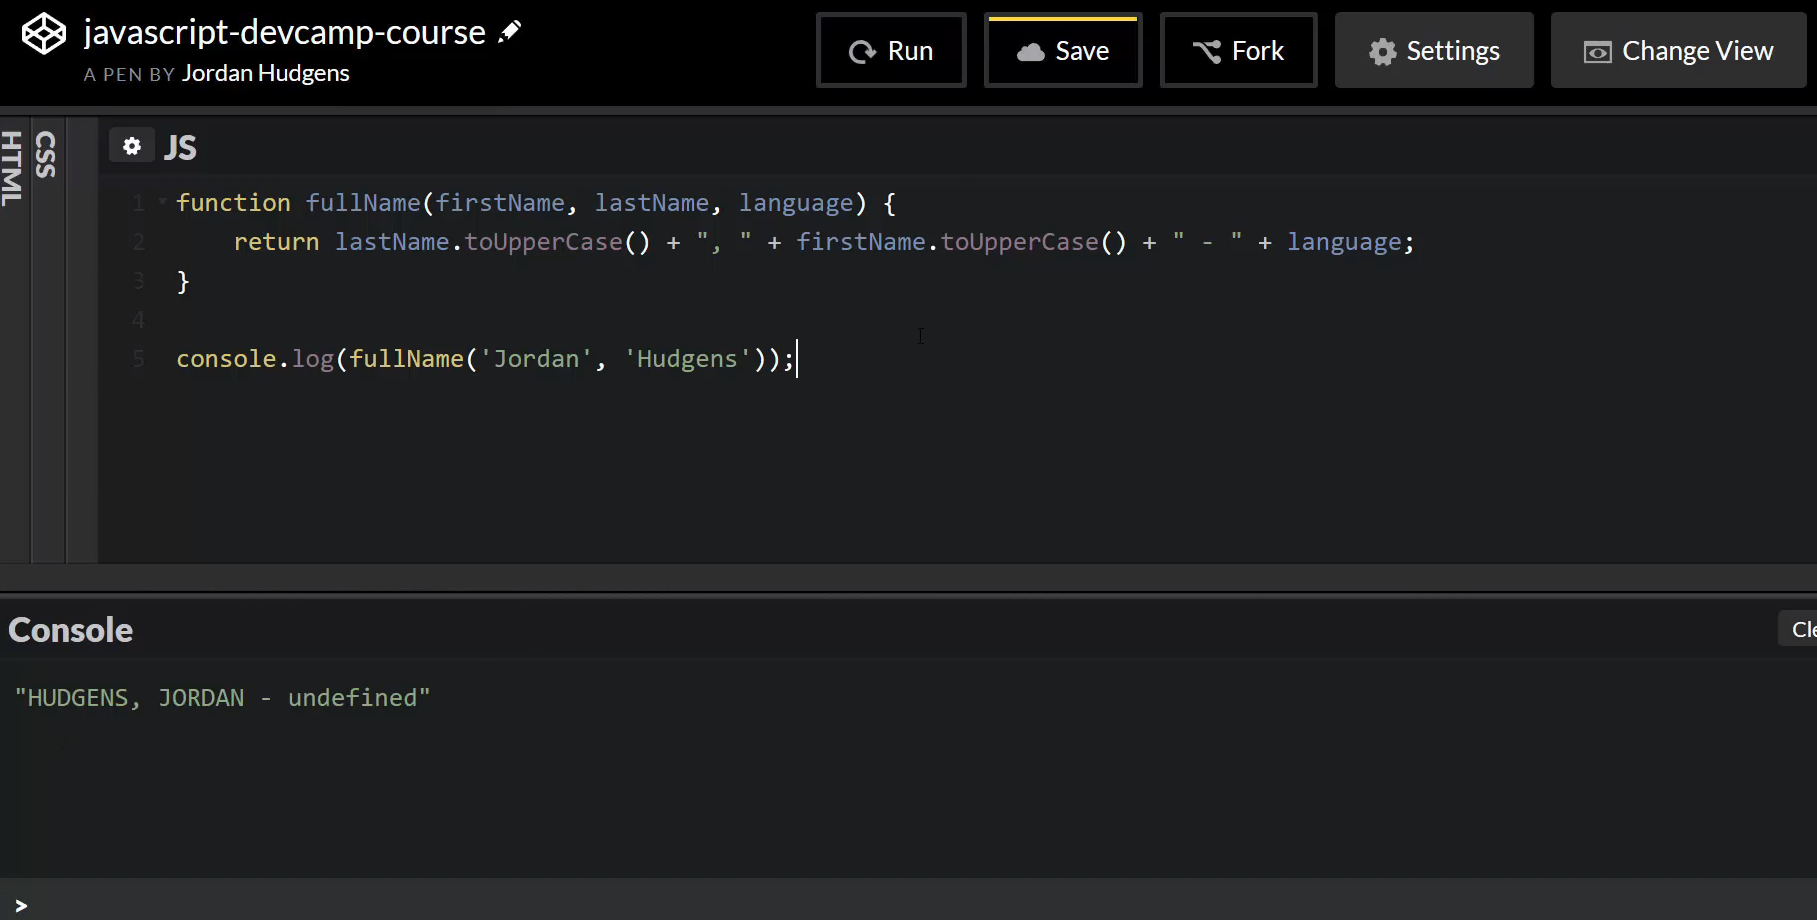 javascript-devcamp-course
A PEN BY Jordan Hudgens
Run
Save
Fork
Settings
Change View
HTML
CSS
JS
1 function fullName(firstName, lastName, language) {
2 return lastName.toUpperCase() + ", " + firstName.toUpperCase() + " - " + language;
3 }
4
5 console.log(fullName('Jordan', 'Hudgens'));
Console
"HUDGENS, JORDAN - undefined"
>